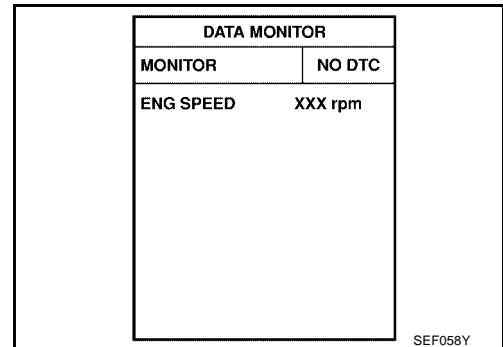 DATA MONITOR
MONITOR NO DTC
ENG SPEED XXX rpm
SEF058Y